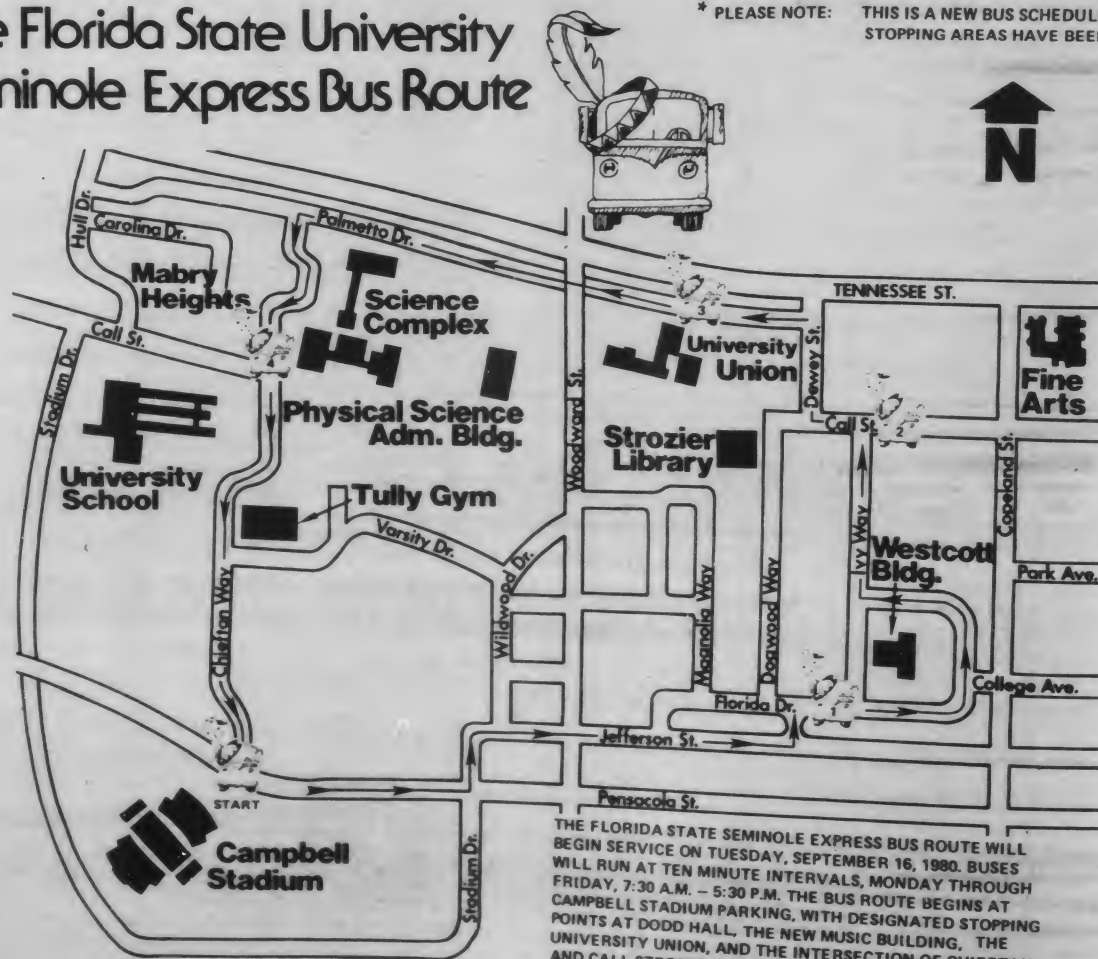 Florida State University
Express Bus Route
* PLEASE NOTE: THIS IS A NEW BUS
STOPPING AREAS HAVE
N
Hull Dr.
Carolina Dr.
Palmetto Dr.
Mabry
Heights
Science
Complex
TENNESSEE ST.
3
Call St.
4
University
Union
Dewey St.
Fine
Arts
Stadium Dr.
Physical Science
Adm. Bldg.
Woodward St.
Call St.
2
Strozier
Library
University
School
Copeland St.
Tully Gym
Varsity Dr.
Ivy Way
Westcott
Bldg.
Park Ave.
Chieftan Way
Wildwood Dr.
Magnolia Way
Dogwood Way
College Ave.
Florida Dr.
1
Jefferson St.
START
Pensacola St.
Campbell
Stadium
Stadium Dr.
THE FLORIDA STATE SEMINOLE EXPRESS BUS ROUTE WILL
BEGIN SERVICE ON TUESDAY, SEPTEMBER 16, 1980. BUSES
WILL RUN AT TEN MINUTE INTERVALS, MONDAY THROUGH
FRIDAY, 7:30 A.M. – 5:30 P.M. THE BUS ROUTE BEGINS AT
CAMPBELL STADIUM PARKING, WITH DESIGNATED STOPPING
POINTS AT DODD HALL, THE NEW MUSIC BUILDING, THE
UNIVERSITY UNION, AND THE INTERSECTION OF
AND CALL